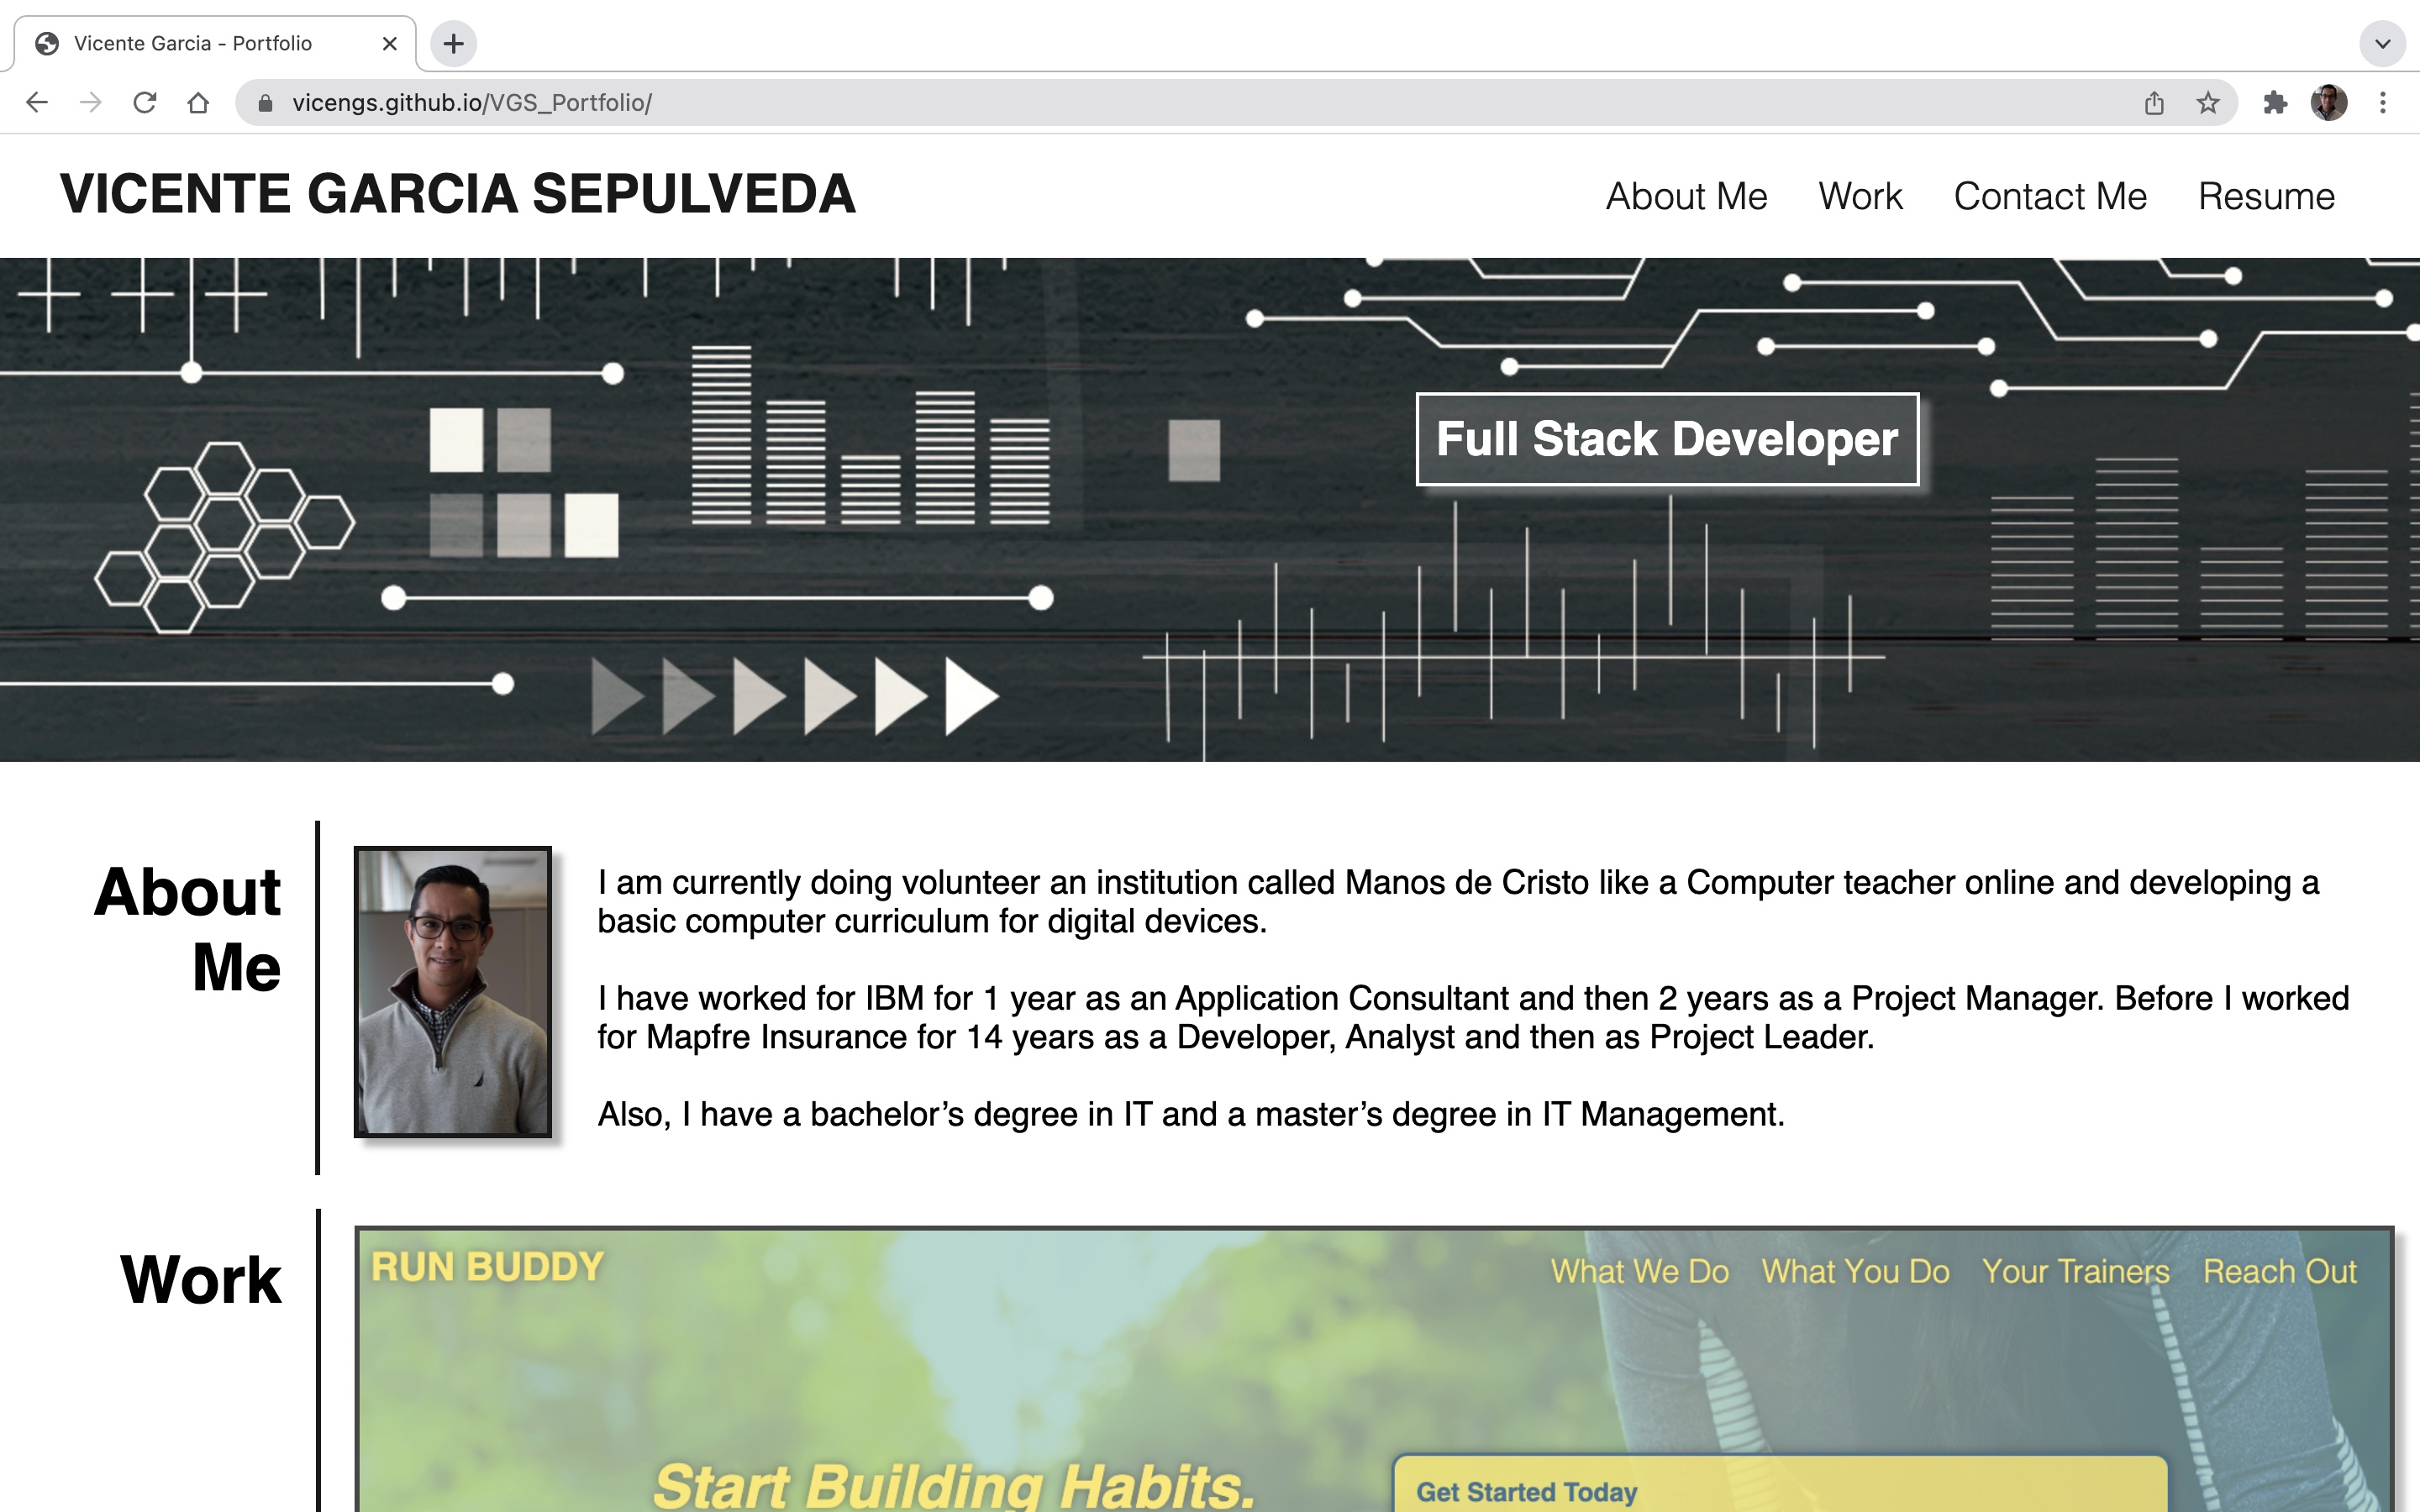 Vicente Garcia - Portfolio
vicengs.github.io/VGS_Portfolio/
VICENTE GARCIA SEPULVEDA
About Me Work Contact Me Resume
Full Stack Developer
About
Me
I am currently doing volunteer an institution called Manos de Cristo like a Computer teacher online and developing a
basic computer curriculum for digital devices.
I have worked for IBM for 1 year as an Application Consultant and then 2 years as a Project Manager. Before I worked
for Mapfre Insurance for 14 years as a Developer, Analyst and then as Project Leader.
Also, I have a bachelor’s degree in IT and a master’s degree in IT Management.
Work
RUN BUDDY
What We Do What You Do Your Trainers Reach Out
Start Building Habits.
Get Started Today